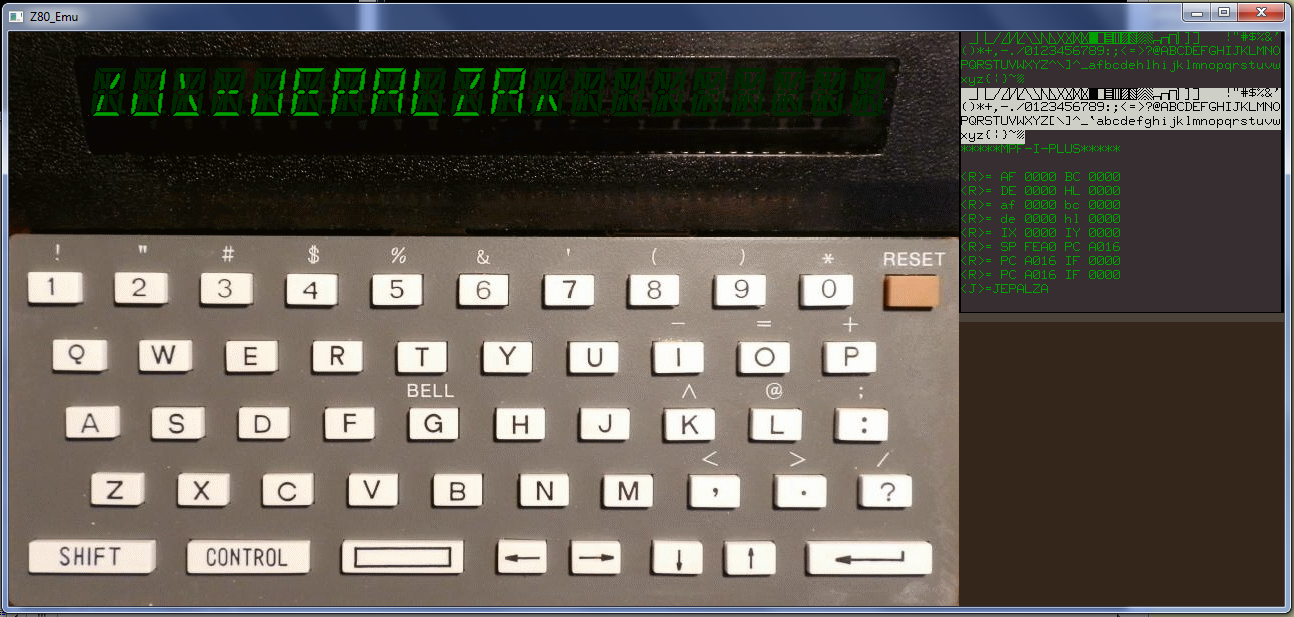 Z80_Emu
<J>=JEPALZA
!"#$%&'
()*+,-./0123456789:;<=>?@ABCDEFGHIJKLMNO
PQRSTUVWXYZ^\]^_afbcdehlhijklmnopqrstuvw
xyz{¦}~%
!"#$%&'
()*+,-./0123456789:;<=>?@ABCDEFGHIJKLMNO
PQRSTUVWXYZ[\]^_`abcdefghijklmnopqrstuvw
xyz{¦}~%
*****MPF-I-PLUS*****
<R>= AF 0000 BC 0000
<R>= DE 0000 HL 0000
<R>= af 0000 bc 0000
<R>= de 0000 hl 0000
<R>= IX 0000 IY 0000
<R>= SP FEA0 PC A016
<R>= PC A016 IF 0000
<R>= PC A016 IF 0000
<J>=JEPALZA
! " # $ % & ' ( ) *
1 2 3 4 5 6 7 8 9 0 RESET
- = +
Q W E R T Y U I O P
BELL ^ @ ;
A S D F G H J K L :
< > /
Z X C V B N M , . ?
SHIFT CONTROL ← → ↓ ↑ ↵